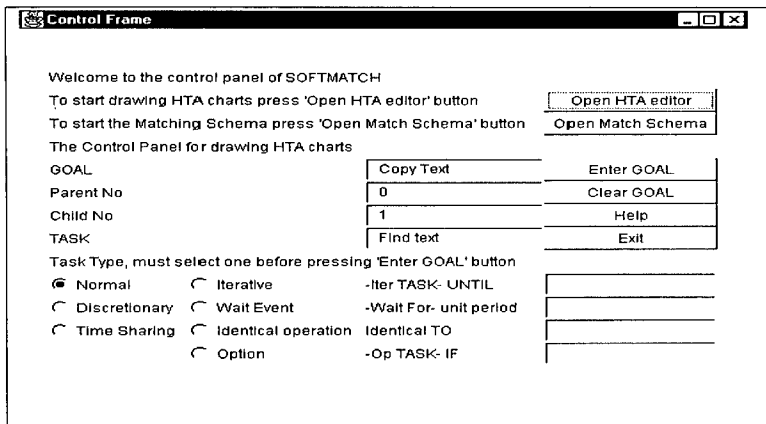 Control Frame
Welcome to the control panel of SOFTMATCH
To start drawing HTA charts press 'Open HTA editor' button Open HTA editor
To start the Matching Schema press 'Open Match Schema' button Open Match Schema
The Control Panel for drawing HTA charts
GOAL Copy Text Enter GOAL
Parent No 0 Clear GOAL
Child No 1 Help
TASK Find text Exit
Task Type, must select one before pressing 'Enter GOAL' button
Normal Iterative -Iter TASK- UNTIL
Discretionary Wait Event -Wait For- unit period
Time Sharing Identical operation Identical TO
Option -Op TASK- IF